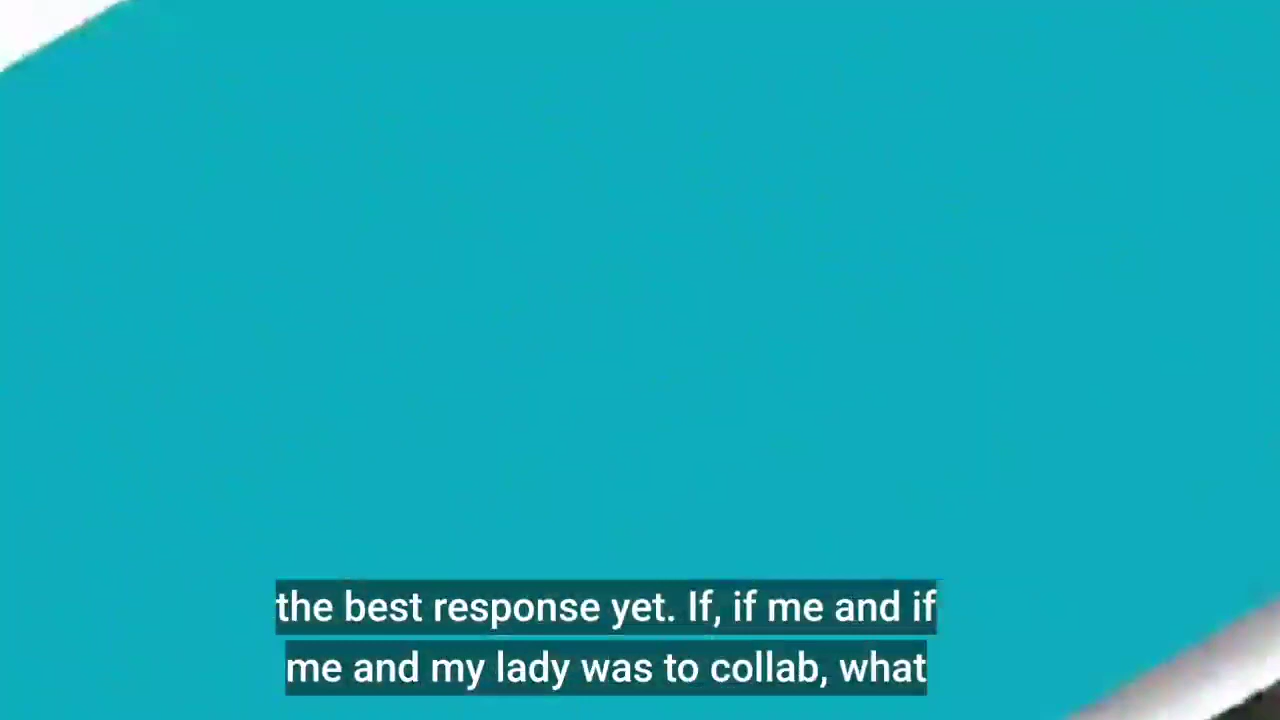 the best response yet. If, if me and if
me and my lady was to collab, what